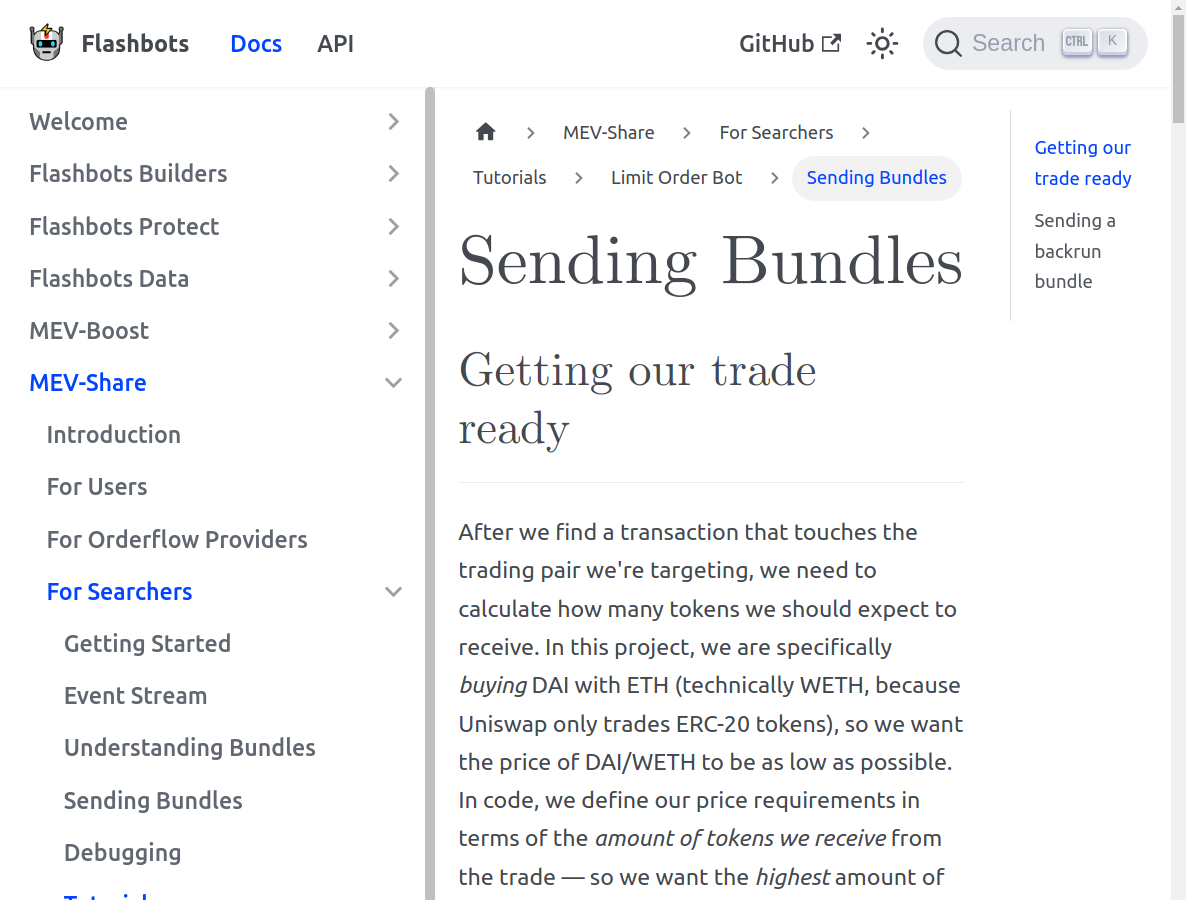 Flashbots Docs API GitHub Search CTRL K
Welcome
Flashbots Builders
Flashbots Protect
Flashbots Data
MEV-Boost
MEV-Share
Introduction
For Users
For Orderflow Providers
For Searchers
Getting Started
Event Stream
Understanding Bundles
Sending Bundles
Debugging
Tutorials
MEV-Share For Searchers
Tutorials Limit Order Bot Sending Bundles
Sending Bundles
Getting our trade
ready
After we find a transaction that touches the
trading pair we're targeting, we need to
calculate how many tokens we should expect to
receive. In this project, we are specifically
buying DAI with ETH (technically WETH, because
Uniswap only trades ERC-20 tokens), so we want
the price of DAI/WETH to be as low as possible.
In code, we define our price requirements in
terms of the amount of tokens we receive from
the trade — so we want the highest amount of
Getting our
trade ready
Sending a
backrun
bundle